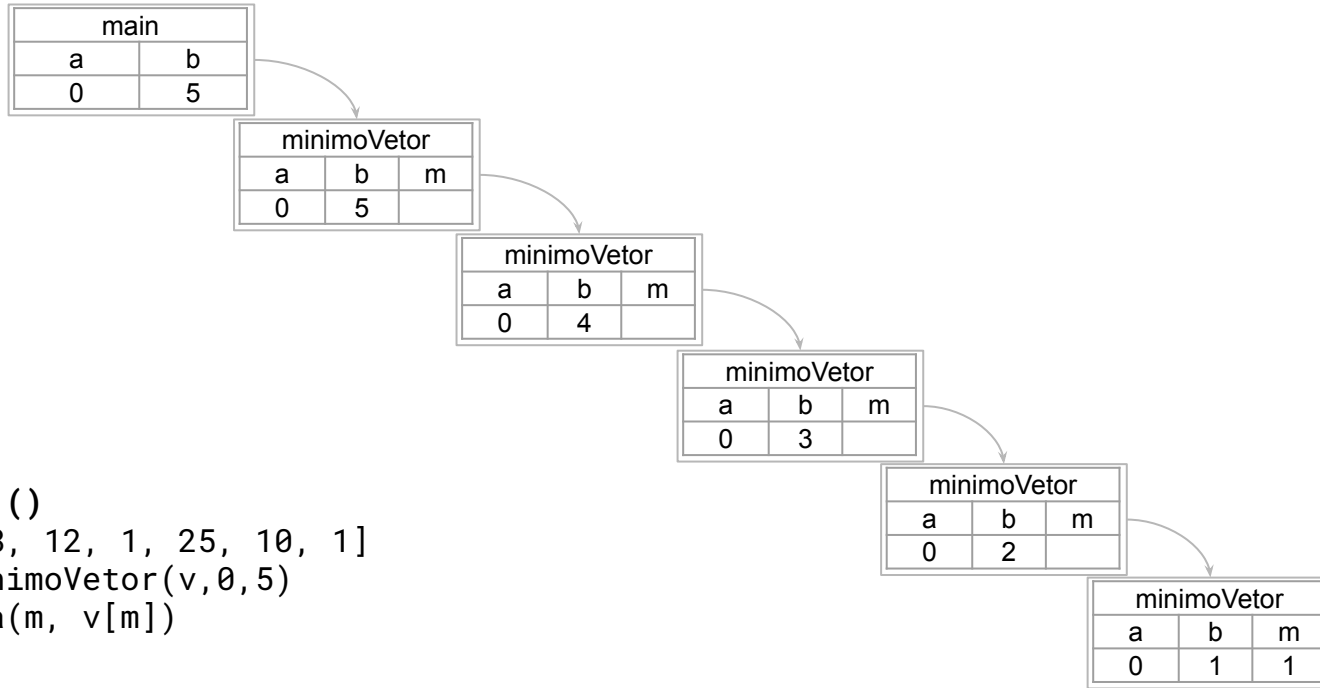 main
a b
0 5
minimoVetor
a b m
0 5
minimoVetor
a b m
0 4
minimoVetor
a b m
0 3
minimoVetor
a b m
0 2
minimoVetor
a b m
0 1 1
()
, 12, 1, 25, 10, 1]
nimoVetor(v,0,5)
(m, v[m])